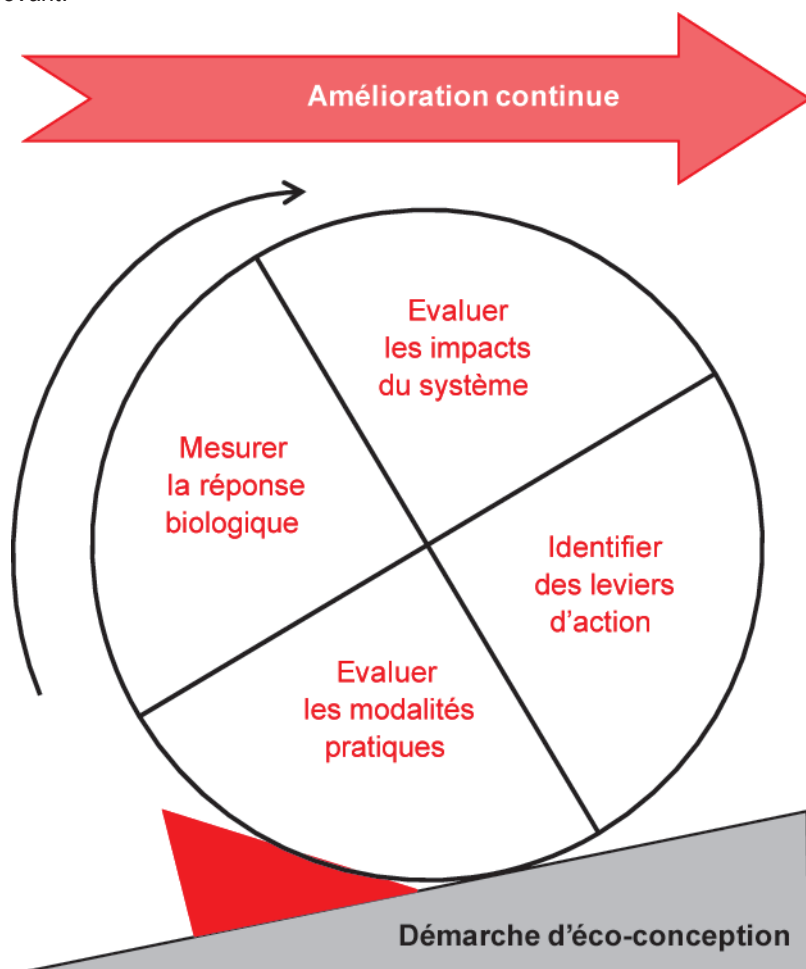 Amélioration continue
Evaluer
les impacts
du système
Mesurer
la réponse
biologique
Identifier
des leviers
d'action
Evaluer
les modalités
pratiques
Démarche d'éco-conception